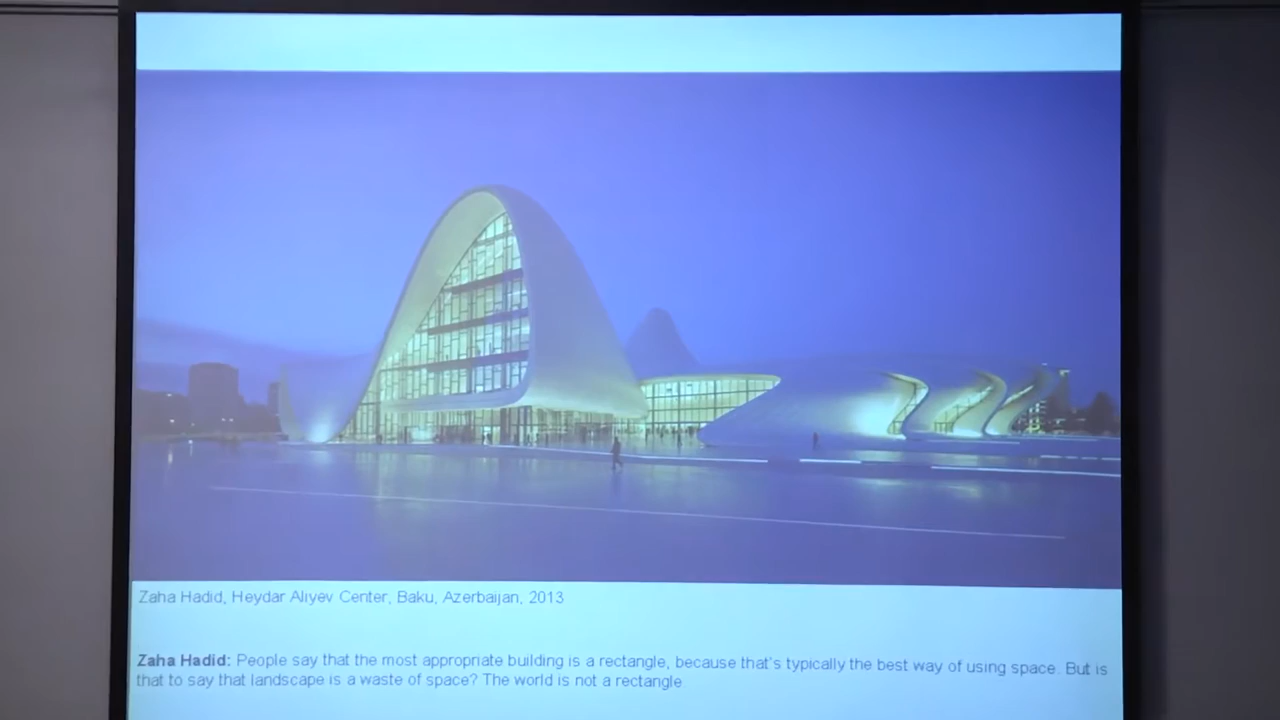 Zaha Hadid, Heydar Aliyev Center, Baku, Azerbaijan, 2013
Zaha Hadid: People say that the most appropriate building is a rectangle, because that's typically the best way of using space. But is
that to say that landscape is a waste of space? The world is not a rectangle.